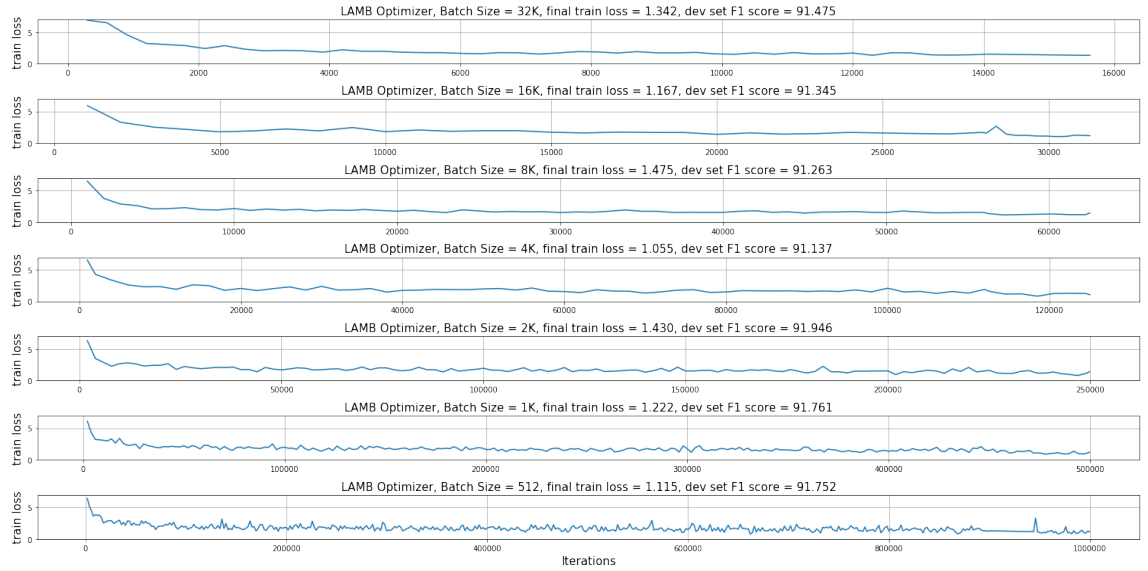 LAMB Optimizer, Batch Size = 32K, final train loss = 1.342, dev set F1 score = 91.475
train loss
5
0
0 2000 4000 6000 8000 10000 12000 14000 16000
LAMB Optimizer, Batch Size = 16K, final train loss = 1.167, dev set F1 score = 91.345
train loss
5
0
0 5000 10000 15000 20000 25000 30000
LAMB Optimizer, Batch Size = 8K, final train loss = 1.475, dev set F1 score = 91.263
train loss
5
0
0 10000 20000 30000 40000 50000 60000
LAMB Optimizer, Batch Size = 4K, final train loss = 1.055, dev set F1 score = 91.137
train loss
5
0
0 20000 40000 60000 80000 100000 120000
LAMB Optimizer, Batch Size = 2K, final train loss = 1.430, dev set F1 score = 91.946
train loss
5
0
0 50000 100000 150000 200000 250000
LAMB Optimizer, Batch Size = 1K, final train loss = 1.222, dev set F1 score = 91.761
train loss
5
0
0 100000 200000 300000 400000 500000
LAMB Optimizer, Batch Size = 512, final train loss = 1.115, dev set F1 score = 91.752
train loss
5
0
0 200000 400000 600000 800000 1000000
Iterations